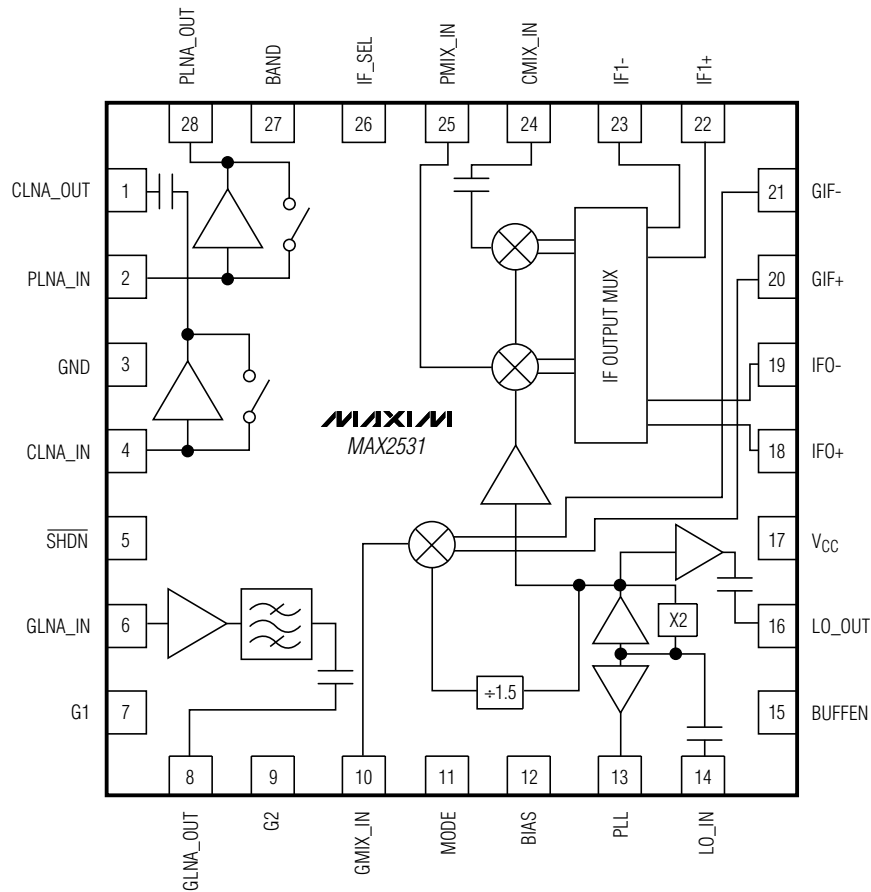 PLNA_OUT
BAND
IF_SEL
PMIX_IN
CMIX_IN
IF1-
IF1+
28
27
26
25
24
23
22
CLNA_OUT
1
21
GIF-
PLNA_IN
2
20
GIF+
GND
3
19
IFO-
CLNA_IN
4
18
IFO+
SHDN
5
17
VCC
GLNA_IN
6
16
LO_OUT
G1
7
15
BUFFEN
IF OUTPUT MUX
MAXIM
MAX2531
X2
÷1.5
8
9
10
11
12
13
14
GLNA_OUT
G2
GMIX_IN
MODE
BIAS
PLL
LO_IN